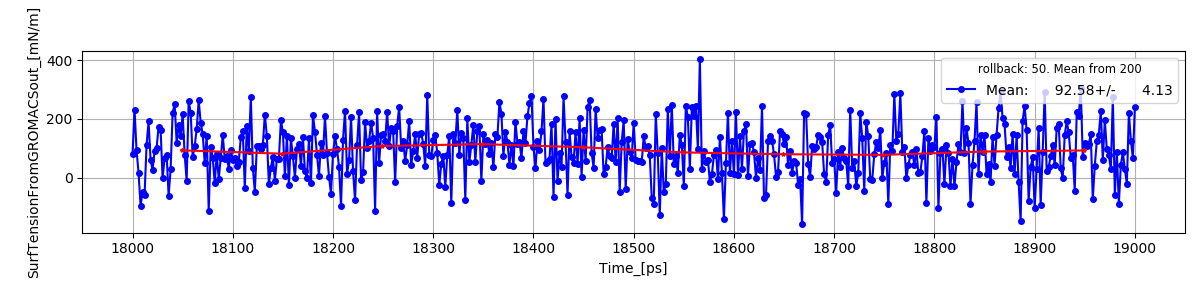 SurfTensionFromGROMACSout_[mN/m]
400
200
0
rollback: 50. Mean from 200
Mean: 92.58+/- 4.13
18000 18100 18200 18300 18400 18500 18600 18700 18800 18900 19000
Time_[ps]